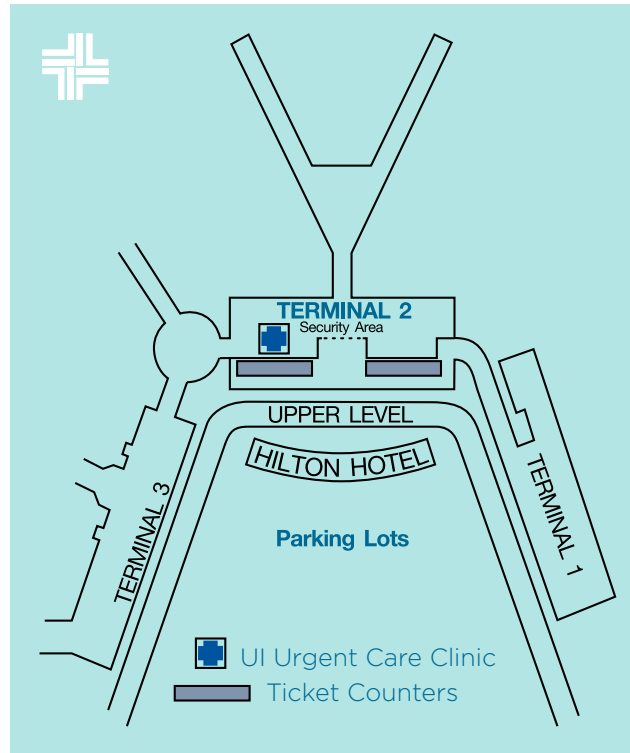 TERMINAL 2
Security Area
UPPER LEVEL
HILTON HOTEL
TERMINAL 3
TERMINAL 1
Parking Lots
UI Urgent Care Clinic
Ticket Counters